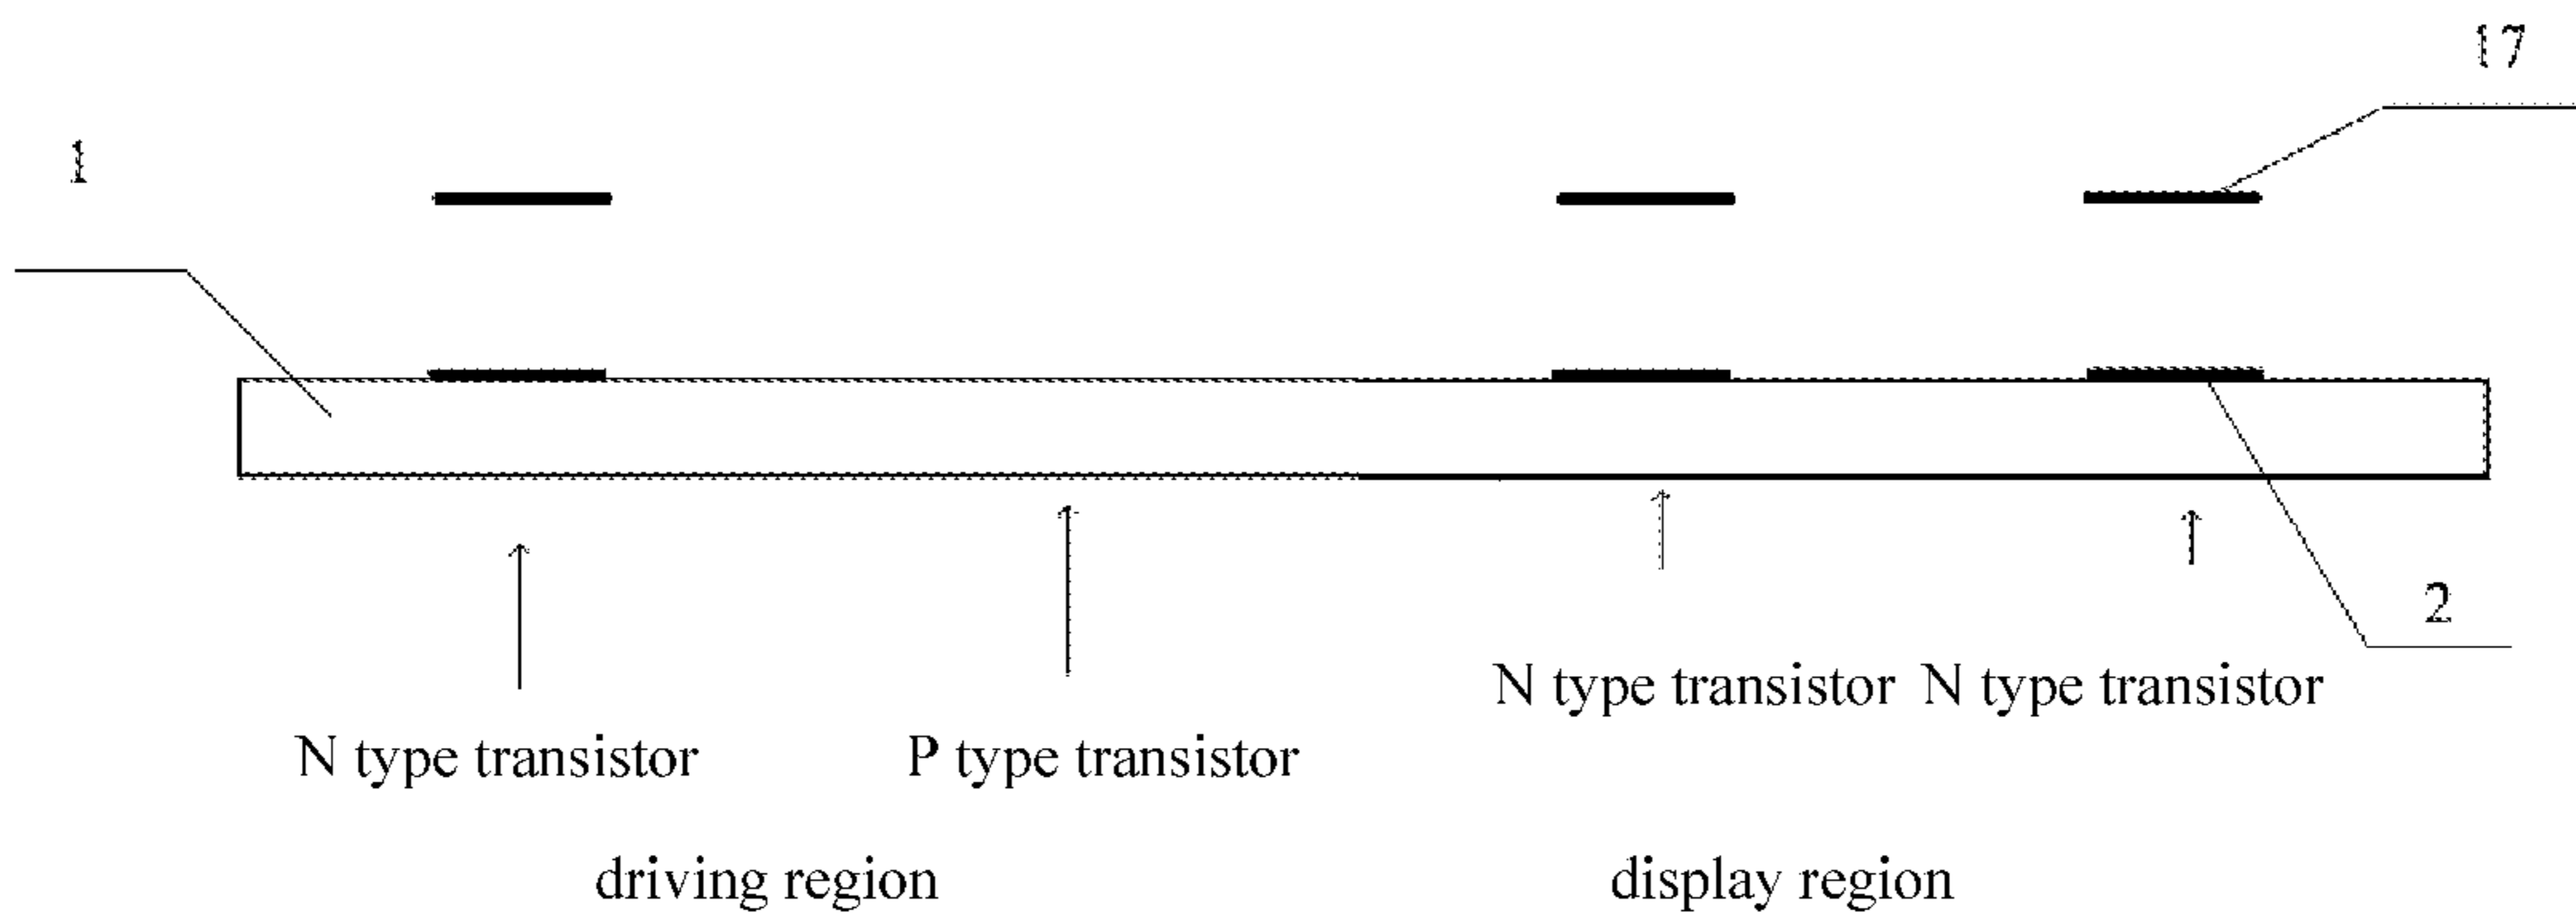 17
1
2
N type transistor N type transistor
N type transistor P type transistor
driving region display region